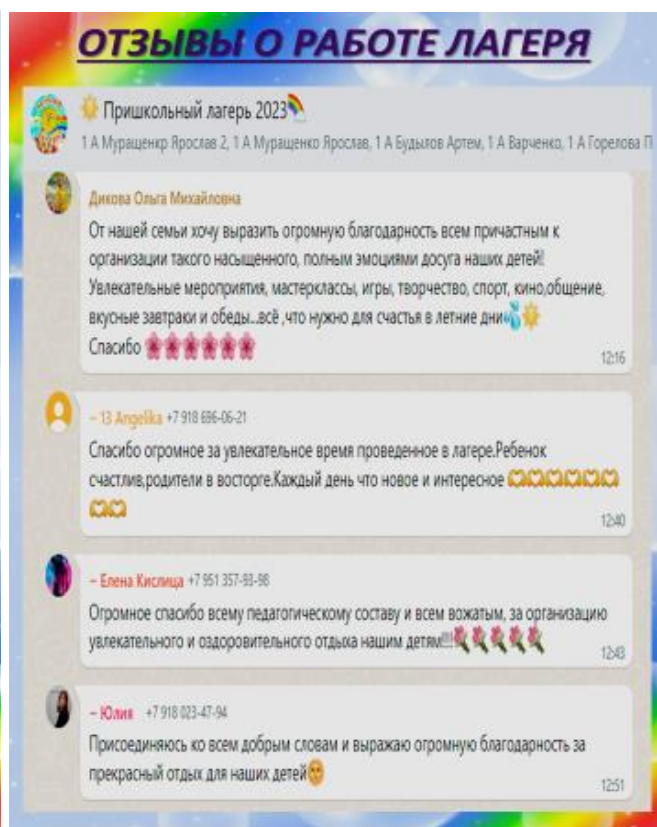 ОТЗЫВЫ О РАБОТЕ ЛАГЕРЯ
Пришкольный лагерь 2023
1 А Муращенкр Ярослав 2, 1 А Муращенко Ярослав, 1 А Будылов Артем, 1 А Варченко, 1 А Горелова П
Дикова Ольга Михайловна
От нашей семьи хочу выразить огромную благодарность всем причастным к
организации такого насыщенного, полным эмоциями досуга наших детей!
Увлекательные мероприятия, мастерклассы, игры, творчество, спорт, кино,общение,
вкусные завтраки и обеды...всё ,что нужно для счастья в летние дни💦🌞
Спасибо 🌺🌺🌺🌺🌺🌺
12:16
~ 13 Angelika +7 918 696-06-21
Спасибо огромное за увлекательное время проведенное в лагере.Ребенок
счастлив,родители в восторге.Каждый день что новое и интересное 🫶🫶🫶🫶🫶🫶
🫶🫶
12:40
~ Елена Кислица +7 951 357-93-98
Огромное спасибо всему педагогическому составу и всем вожатым, за организацию
увлекательного и оздоровительного отдыха нашим детям!!!🌷🌷🌷🌷🌷
12:43
~ Юлия +7 918 023-47-94
Присоединяюсь ко всем добрым словам и выражаю огромную благодарность за
прекрасный отдых для наших детей😊
12:51